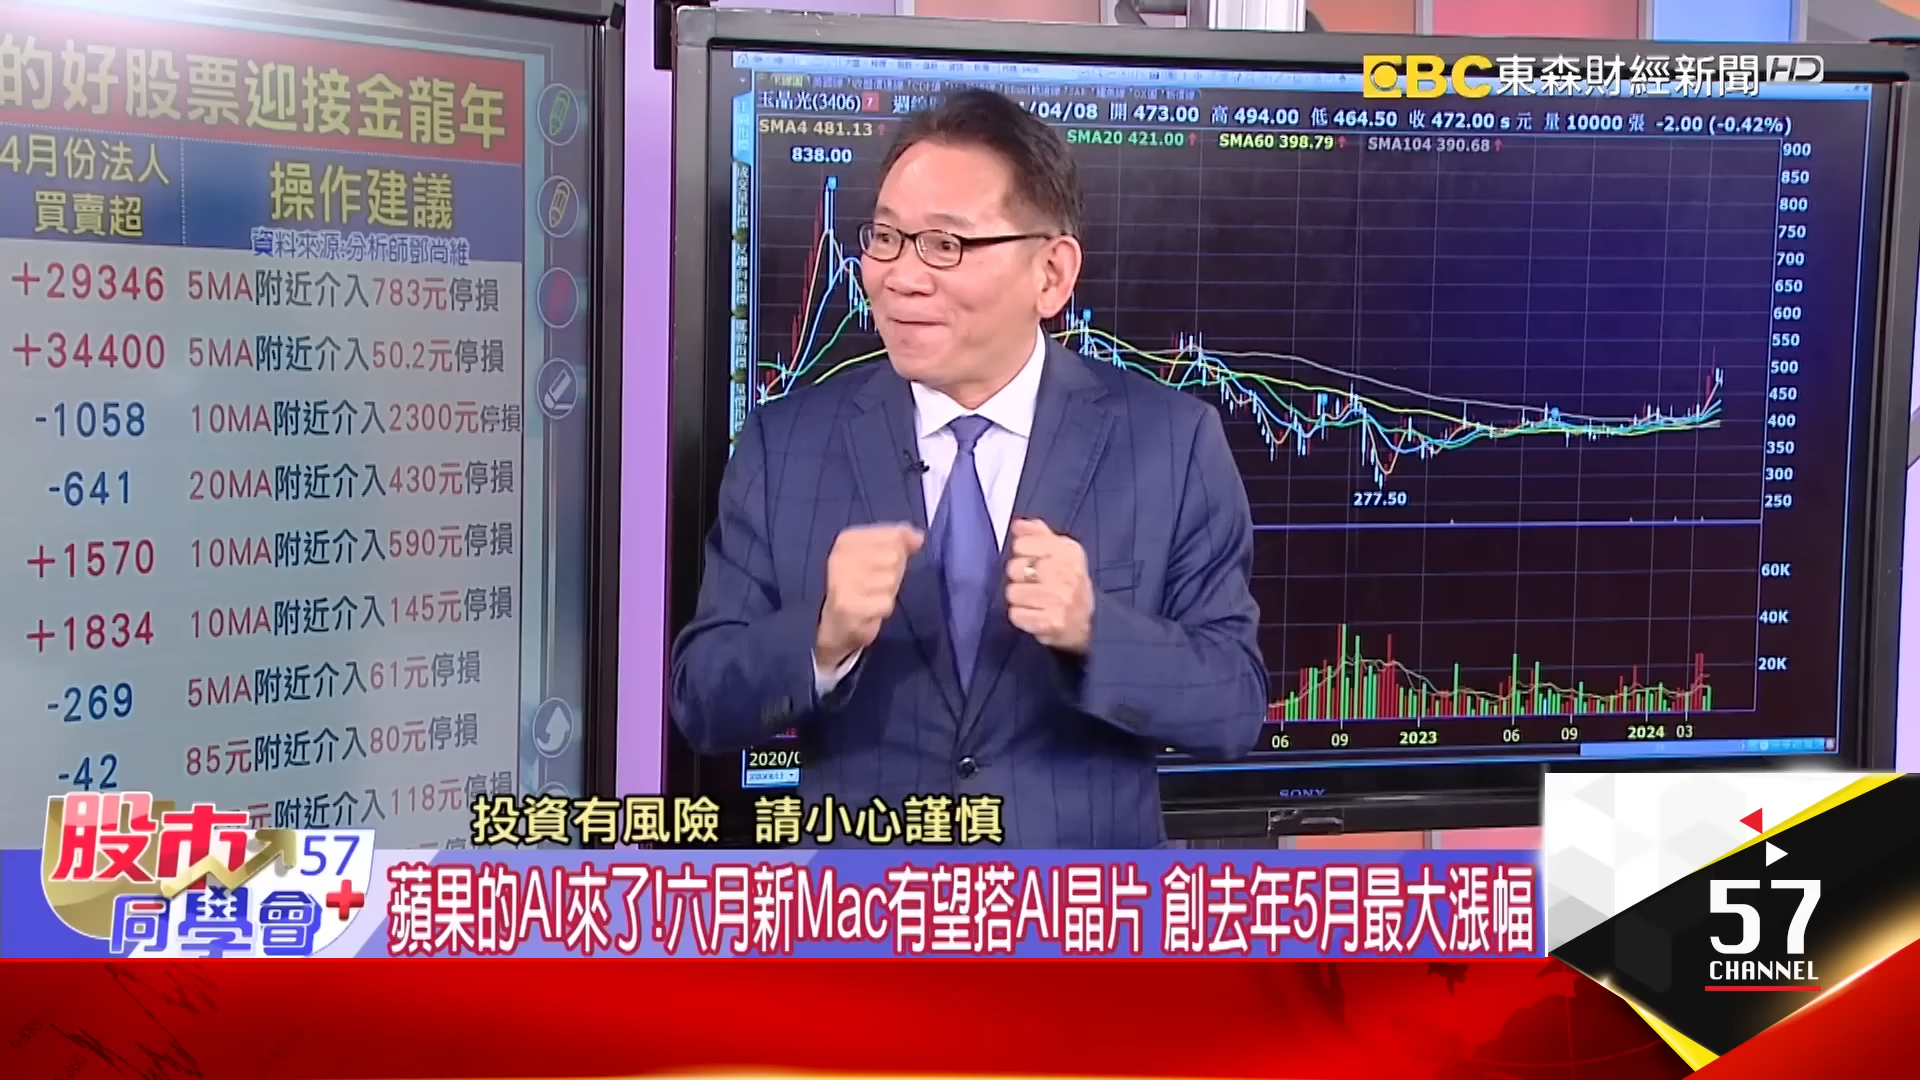 的好股票迎接金龍年
4月份法人
買賣超
操作建議
資料來源:分析師鄧尚維
+29346 5MA附近介入783元停損
+34400 5MA附近介入50.2元停損
-1058 10MA附近介入2300元停損
-641 20MA附近介入430元停損
+1570 10MA附近介入590元停損
+1834 10MA附近介入145元停損
-269 5MA附近介入61元停損
-42 85元附近介入80元停損
元附近介入118元停損
EBC東森財經新聞HD
玉晶光(3406) 週線
/04/08 開 473.00 高 494.00 低 464.50 收 472.00 s 元 量 10000 張 -2.00 (-0.42%)
SMA4 481.13↑
SMA20 421.00↑ SMA60 398.79↑ SMA104 390.68↑
838.00
277.50
900
850
800
750
700
650
600
550
500
450
400
350
300
250
60K
40K
20K
2020/0
06 09 2023 06 09 2024 03
SONY
投資有風險 請小心謹慎
股市
57
同學會+
蘋果的AI來了!六月新Mac有望搭AI晶片 創去年5月最大漲幅
57
CHANNEL